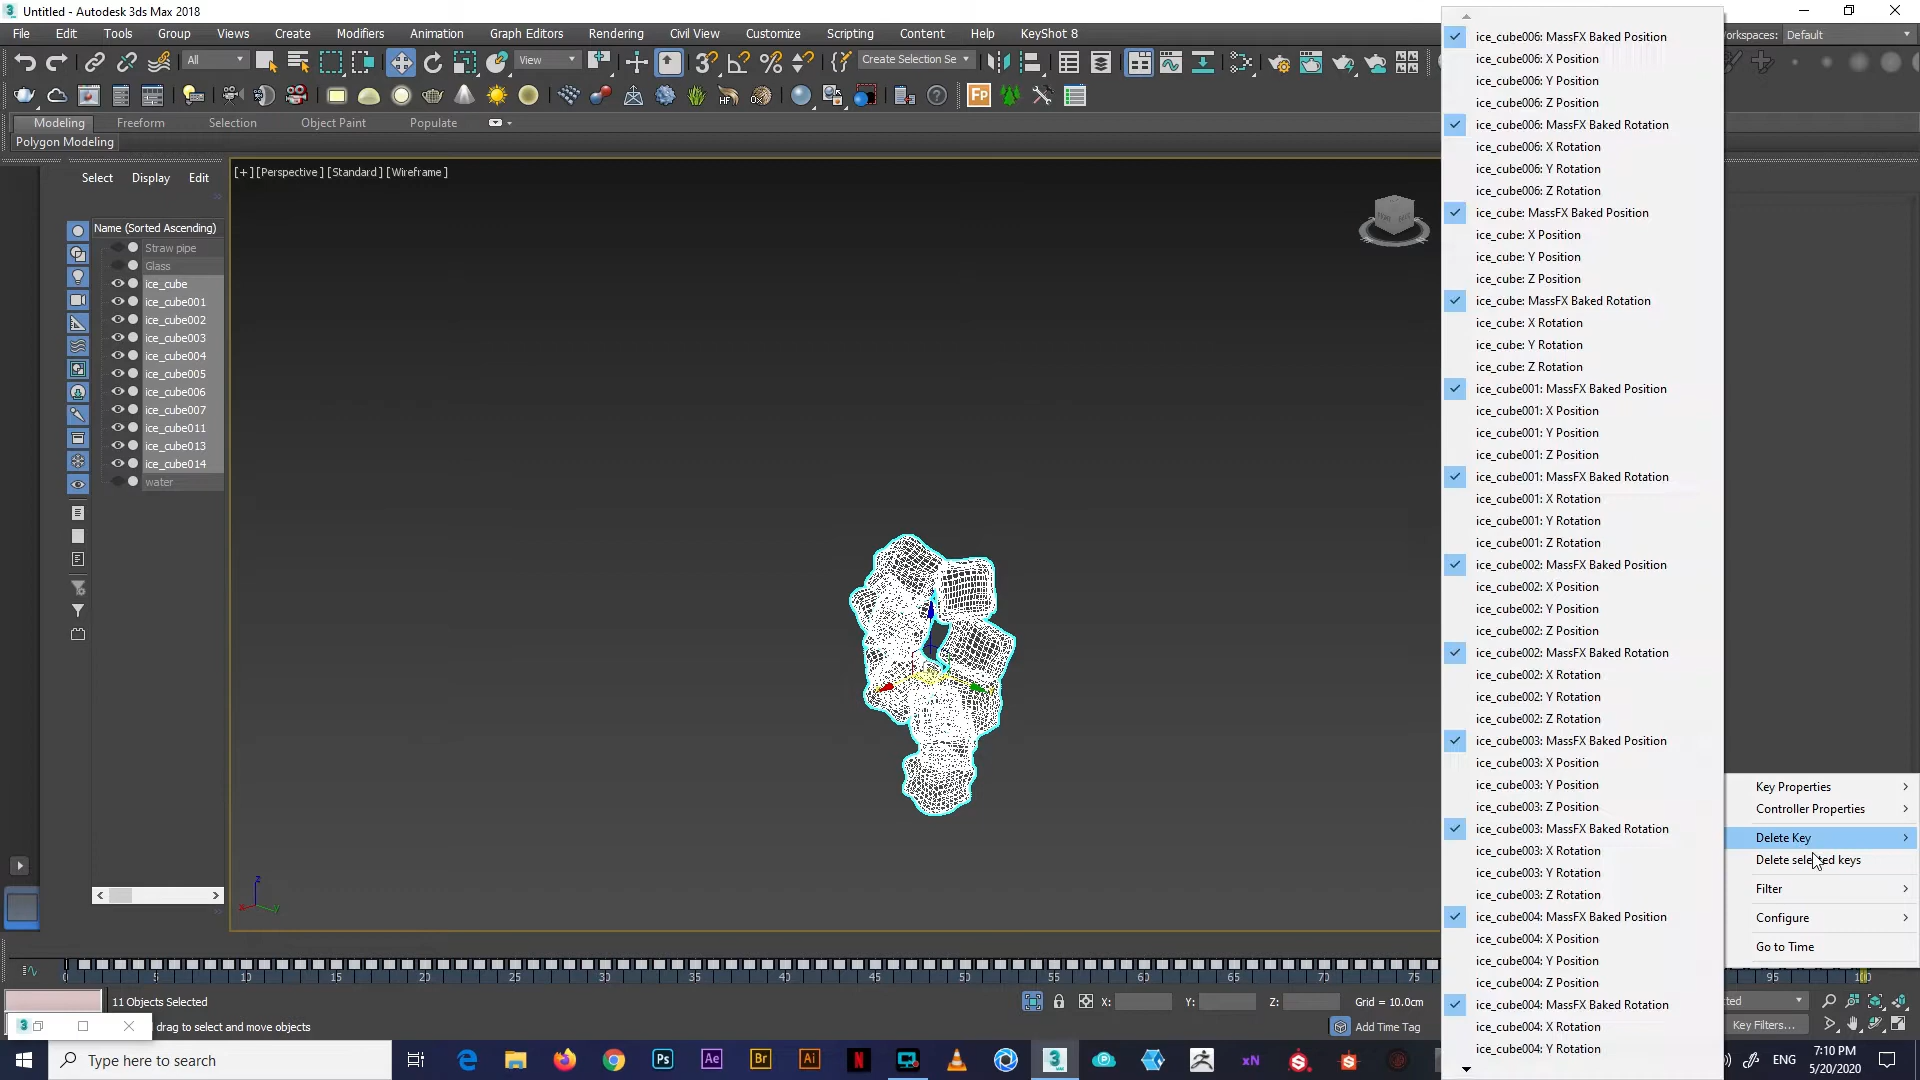 Untitled - Autodesk 3ds Max 2018
File Edit Tools Group Views Create Modifiers Animation Graph Editors Rendering Civil View Customize Scripting Content Help KeyShot 8
orkspaces: Default
All View Create Selection Se
Fp
Modeling Freeform Selection Object Paint Populate
Polygon Modeling
Select Display Edit
[+] [Perspective] [Standard] [Wireframe]
Name (Sorted Ascending)
Straw pipe
Glass
ice_cube
ice_cube001
ice_cube002
ice_cube003
ice_cube004
ice_cube005
ice_cube006
ice_cube007
ice_cube011
ice_cube013
ice_cube014
water
ice_cube006: MassFX Baked Position
ice_cube006: X Position
ice_cube006: Y Position
ice_cube006: Z Position
ice_cube006: MassFX Baked Rotation
ice_cube006: X Rotation
ice_cube006: Y Rotation
ice_cube006: Z Rotation
ice_cube: MassFX Baked Position
ice_cube: X Position
ice_cube: Y Position
ice_cube: Z Position
ice_cube: MassFX Baked Rotation
ice_cube: X Rotation
ice_cube: Y Rotation
ice_cube: Z Rotation
ice_cube001: MassFX Baked Position
ice_cube001: X Position
ice_cube001: Y Position
ice_cube001: Z Position
ice_cube001: MassFX Baked Rotation
ice_cube001: X Rotation
ice_cube001: Y Rotation
ice_cube001: Z Rotation
ice_cube002: MassFX Baked Position
ice_cube002: X Position
ice_cube002: Y Position
ice_cube002: Z Position
ice_cube002: MassFX Baked Rotation
ice_cube002: X Rotation
ice_cube002: Y Rotation
ice_cube002: Z Rotation
ice_cube003: MassFX Baked Position
ice_cube003: X Position
ice_cube003: Y Position
ice_cube003: Z Position
ice_cube003: MassFX Baked Rotation
ice_cube003: X Rotation
ice_cube003: Y Rotation
ice_cube003: Z Rotation
ice_cube004: MassFX Baked Position
ice_cube004: X Position
ice_cube004: Y Position
ice_cube004: Z Position
ice_cube004: MassFX Baked Rotation
ice_cube004: X Rotation
ice_cube004: Y Rotation
Key Properties
Controller Properties
Delete Key
Delete selected keys
Filter
Configure
Go to Time
z
x y
0 5 10 15 20 25 30 35 40 45 50 55 60 65 70 75 95 100
11 Objects Selected
X: Y: Z: Grid = 10.0cm
drag to select and move objects
Add Time Tag
Key Filters...
Type here to search
Ps Ae Br Ai N xN
ENG
7:10 PM
5/20/2020